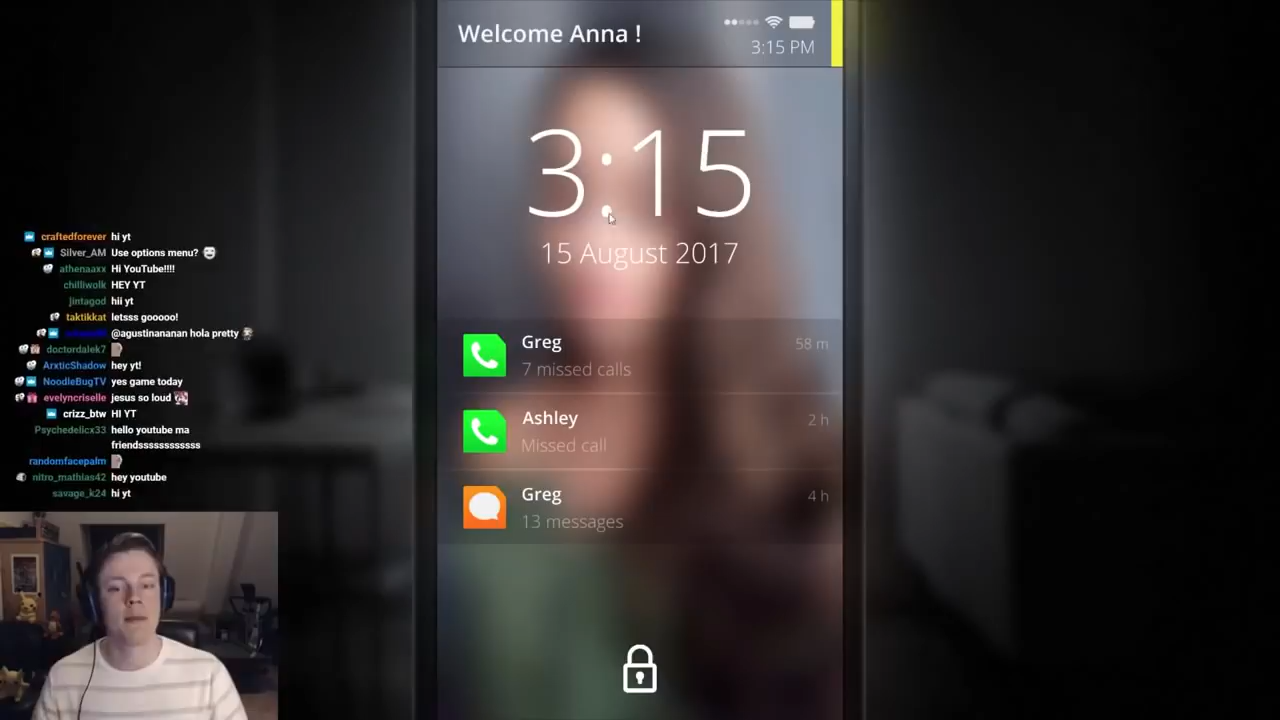 Welcome Anna !
3:15 PM
3:15
15 August 2017
Greg
58 m
7 missed calls
Ashley
2 h
Missed call
Greg
4 h
13 messages
craftedforever hi yt
Silver_AM Use options menu?
athenaaxx Hi YouTube!!!!
chilliwolk HEY YT
jintagod hii yt
taktikkat letsss gooooo!
@agustinananan hola pretty
doctordalek7
ArxticShadow hey yt!
NoodleBugTV yes game today
evelyncriselle jesus so loud
crizz_btw HI YT
Psychedelicx33 hello youtube ma
friendsssssssssss
randomfacepalm
nitro_mathias42 hey youtube
savage_k24 hi yt